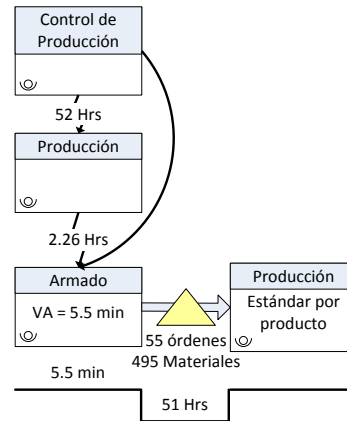 Control de
Producción
52 Hrs
Producción
2.26 Hrs
Armado
VA = 5.5 min
55 órdenes
495 Materiales
Producción
Estándar por
producto
5.5 min
51 Hrs